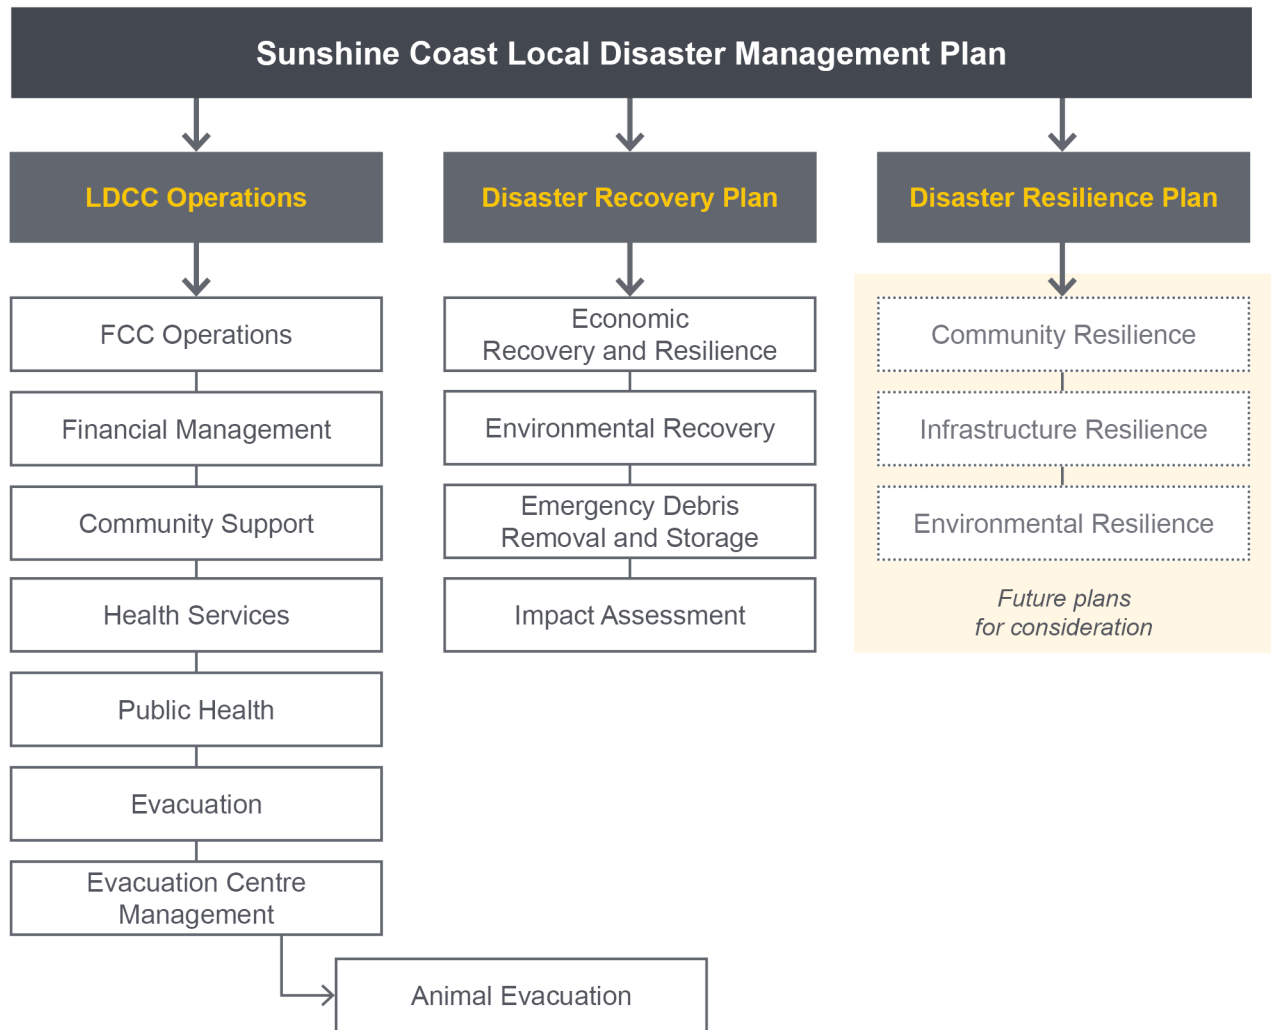 Sunshine Coast Local Disaster Management Plan
LDCC Operations
FCC Operations
Financial Management
Community Support
Health Services
Public Health
Evacuation
Evacuation Centre
Management
Animal Evacuation
Disaster Recovery Plan
Economic
Recovery and Resilience
Environmental Recovery
Emergency Debris
Removal and Storage
Impact Assessment
Disaster Resilience Plan
Community Resilience
Infrastructure Resilience
Environmental Resilience
Future plans
for consideration